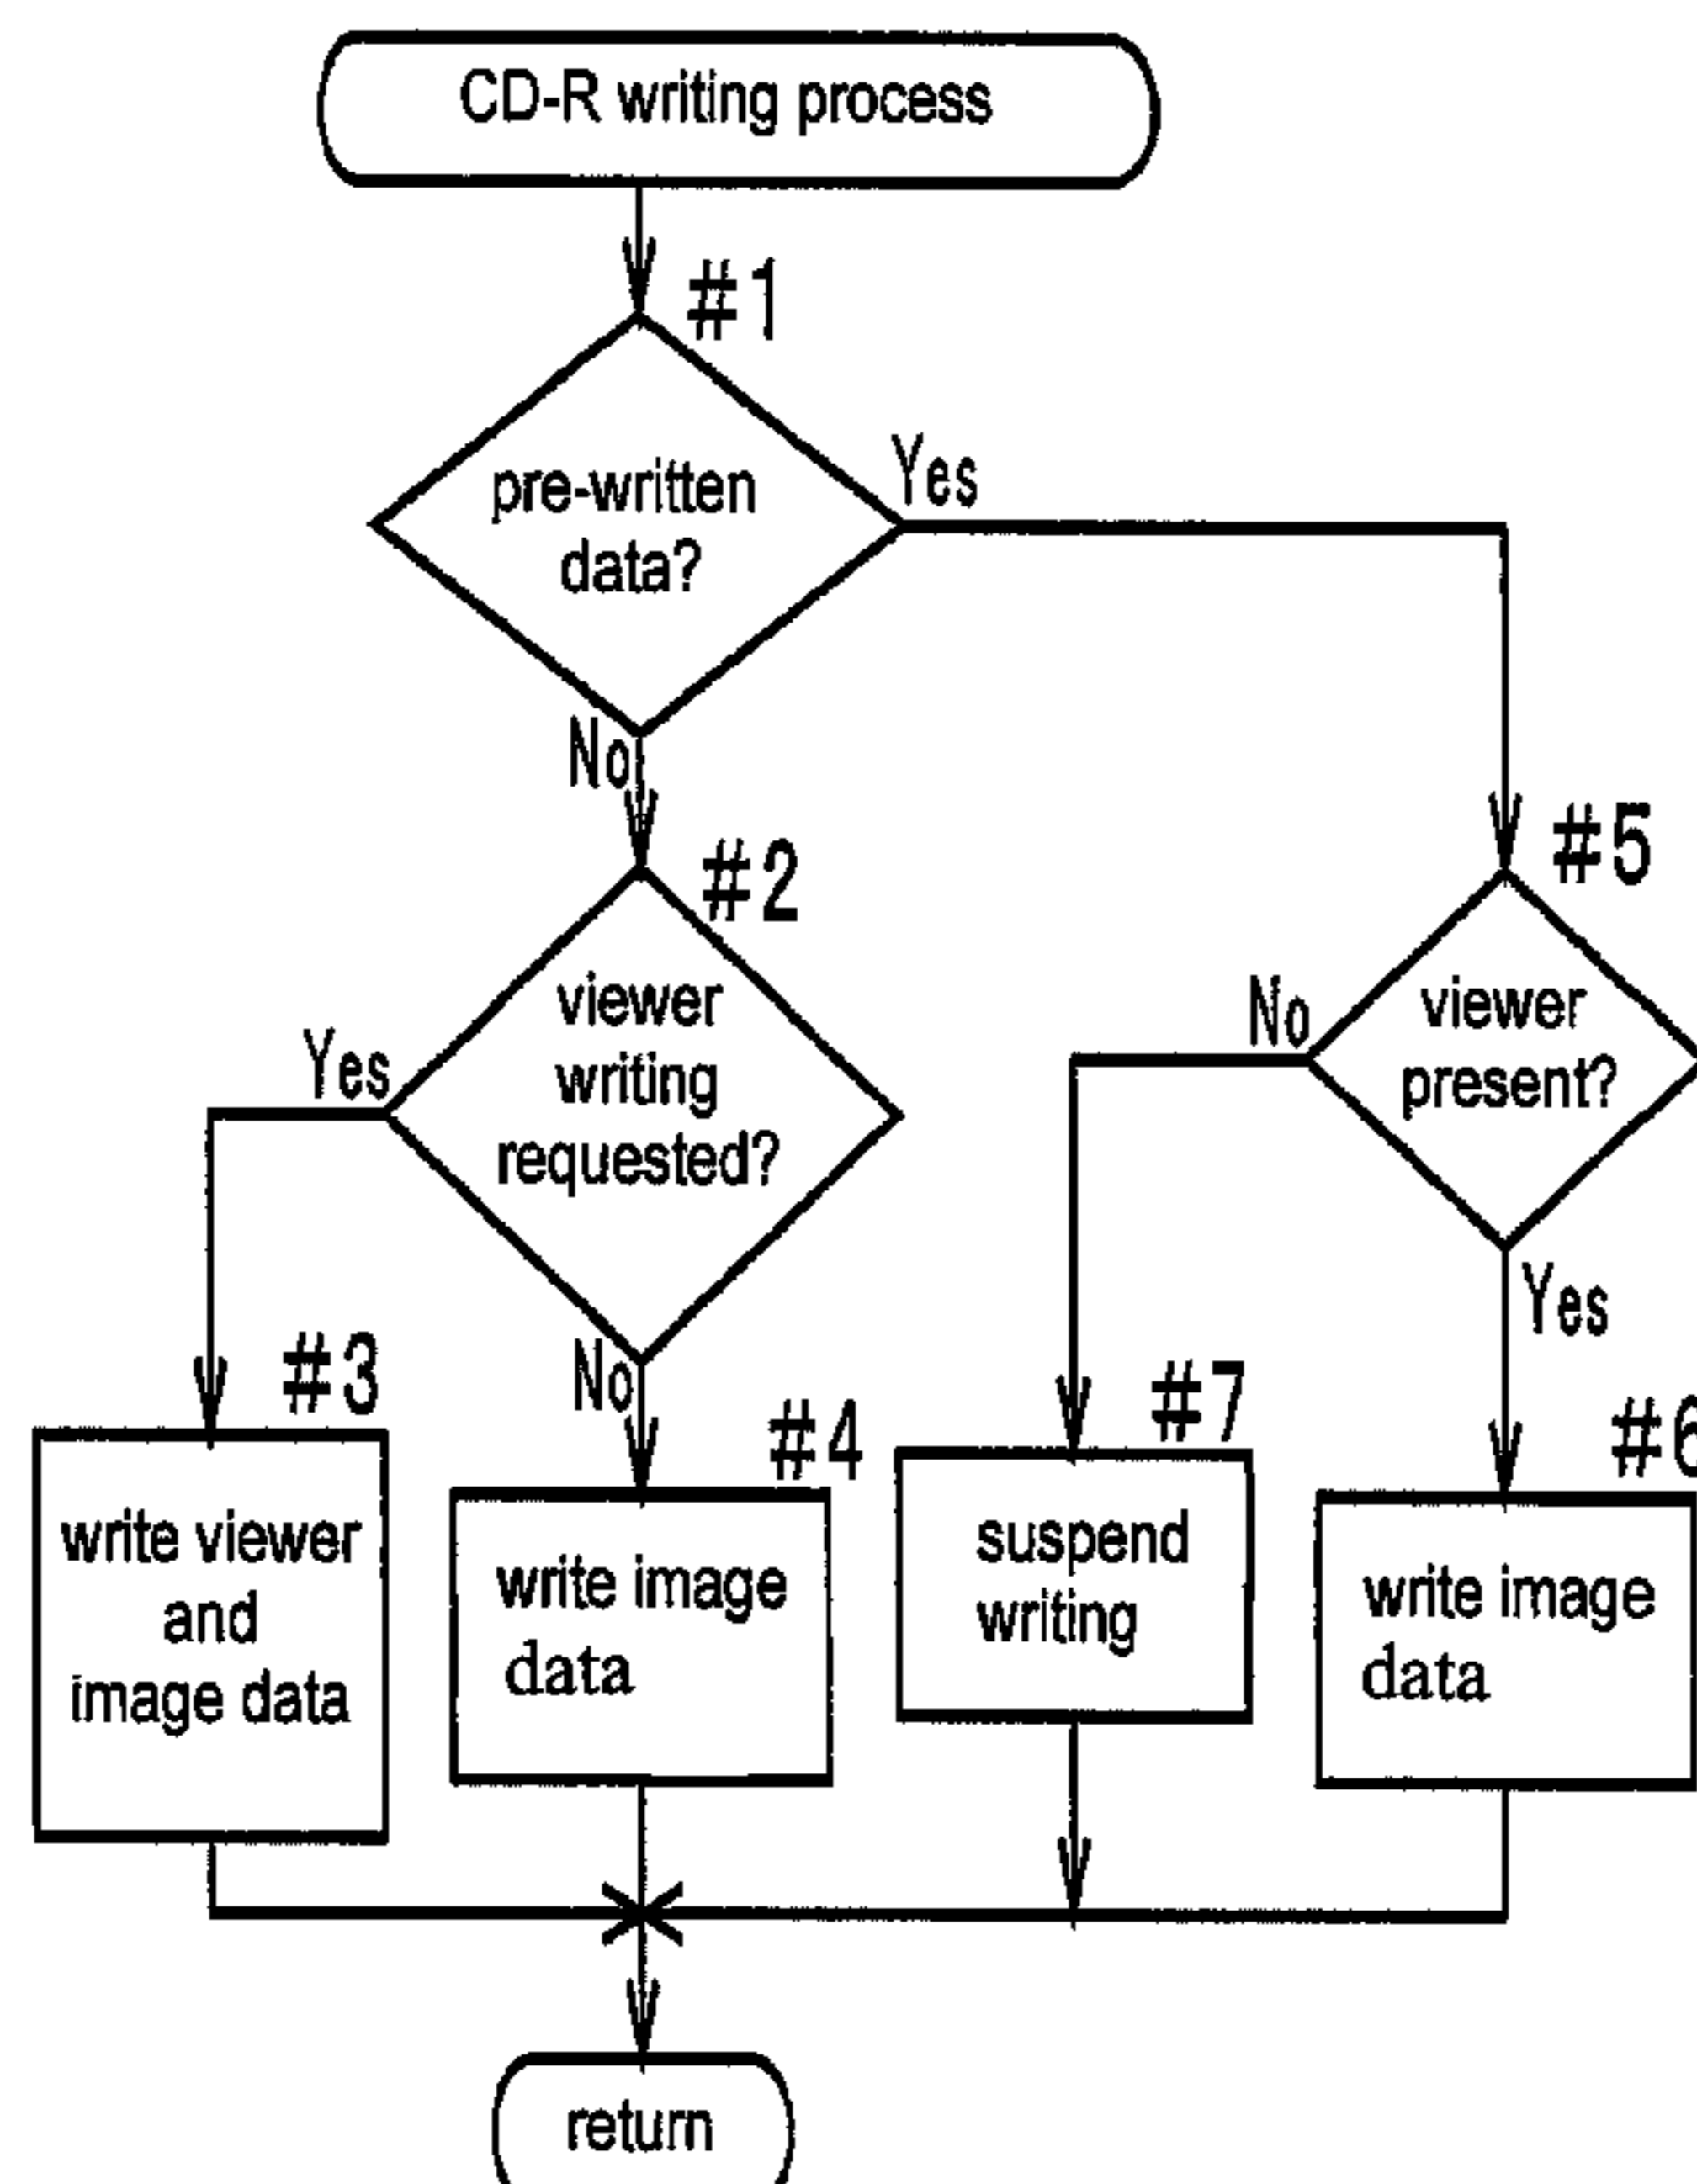 CD-R writing process
#1
pre-written
data?
Yes
No
#2
viewer
writing
requested?
Yes
No
#5
viewer
present?
No
Yes
#3
write viewer
and
image data
#4
write image
data
#7
suspend
writing
#6
write image
data
return